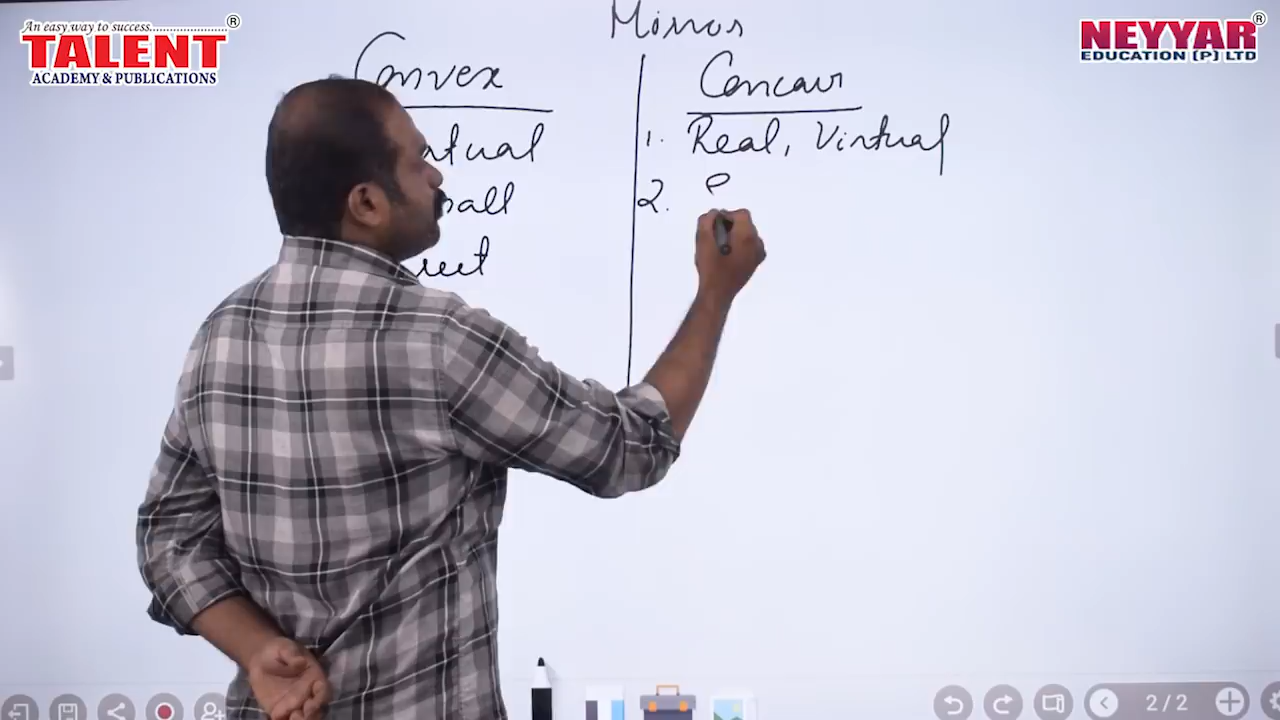 An easy way to success........................
TALENT
ACADEMY & PUBLICATIONS
NEYYAR
EDUCATION (P) LTD
Mirror
Convex
Concave
1. Real, Virtual
2.
2/2